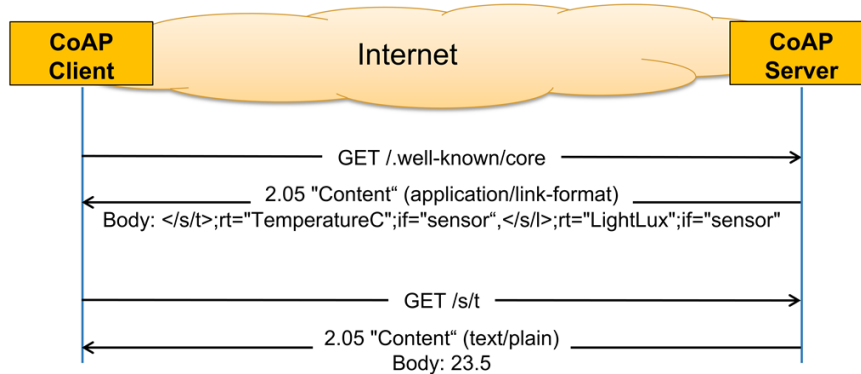 CoAP
Client
Internet
CoAP
Server
GET /.well-known/core
2.05 "Content“ (application/link-format)
Body: </s/t>;rt="TemperatureC";if="sensor“,</s/l>;rt="LightLux";if="sensor"
GET /s/t
2.05 "Content“ (text/plain)
Body: 23.5